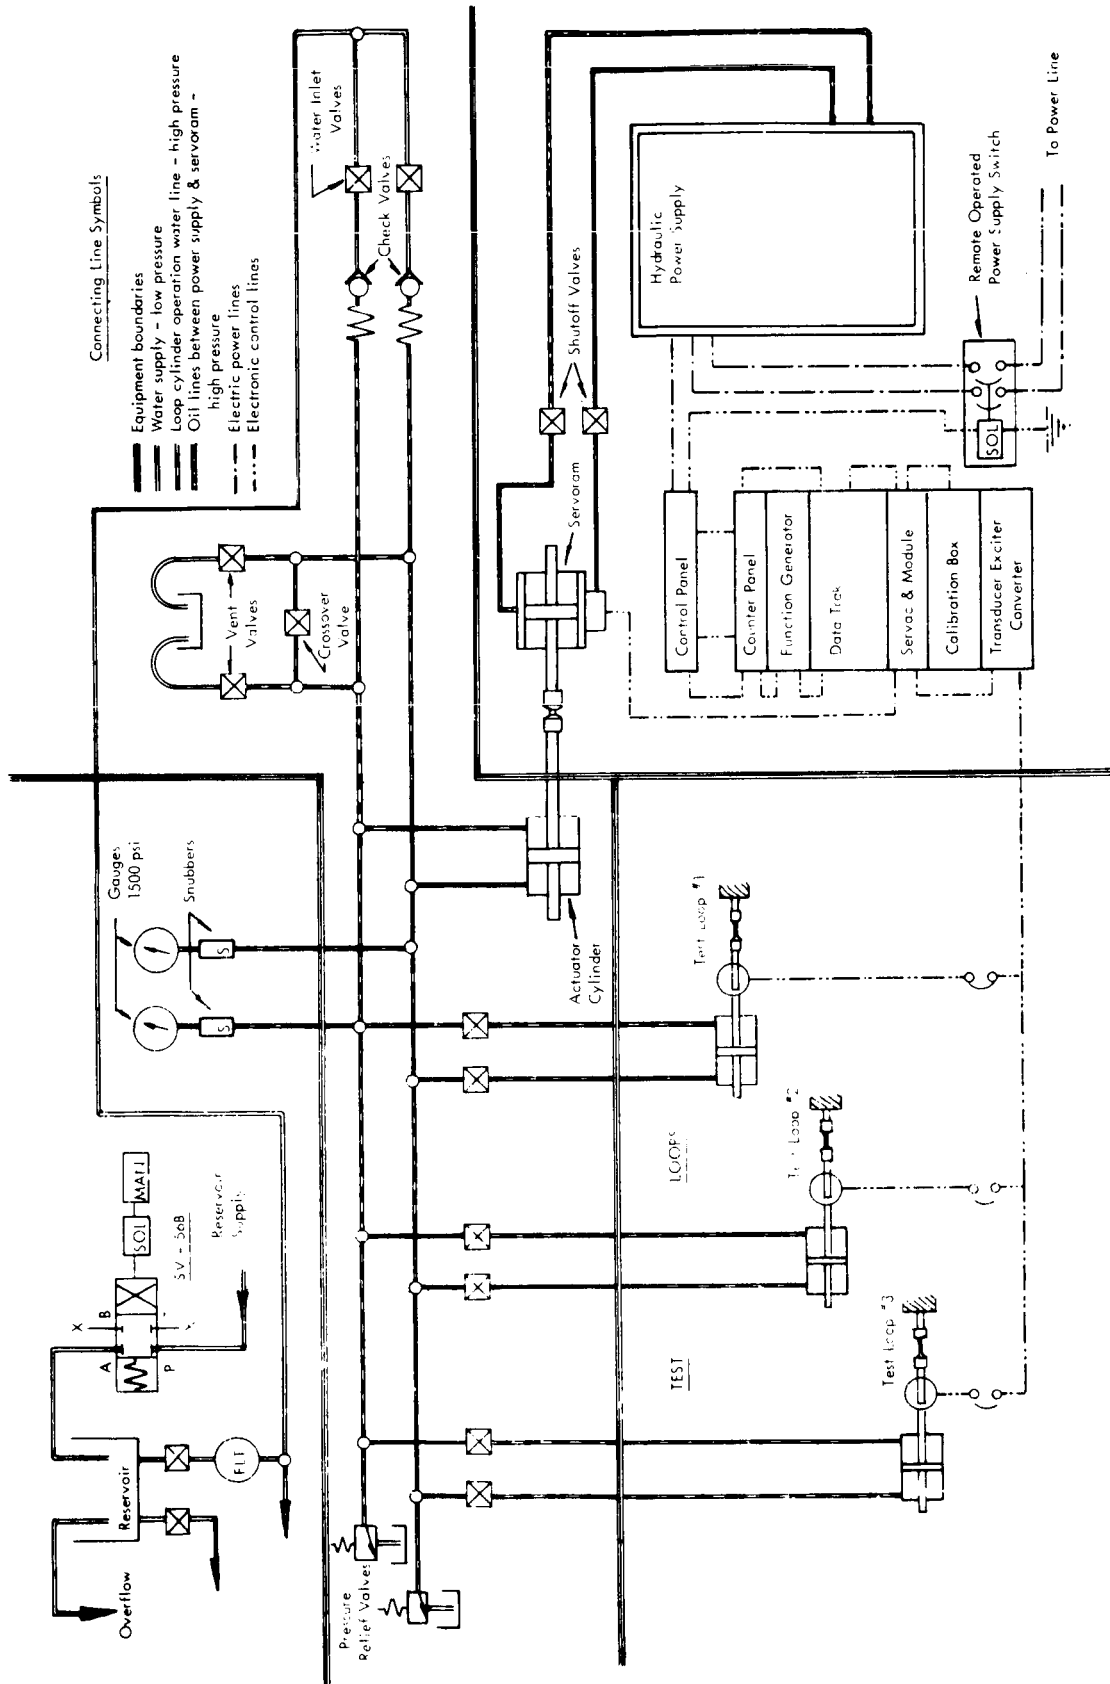 Connecting Line Symbols
Equipment boundaries
Water supply - low pressure
Loop cylinder operation water line - high pressure
Oil lines between power supply & servoram -
high pressure
Electric power lines
Electronic control lines
Water Inlet
Valves
Check Valves
Vent
Valves
Crossover
Valve
Gauges
1500 psi
Snubbers
S
S
SOL
MAN
SV - 56B
Reservoir
Supply
X
A
B
P
Reservoir
FLT
Overflow
Pressure
Relief Valves
Shutoff Valves
Servoram
Actuator
Cylinder
Hydraulic
Power Supply
Remote Operated
Power Supply Switch
To Power Line
SOL
Control Panel
Counter Panel
Function Generator
Data Trak
Servac & Module
Calibration Box
Transducer Exciter
Converter
Test Loop #1
Loop #2
Test Loop #3
TEST
LOOPS